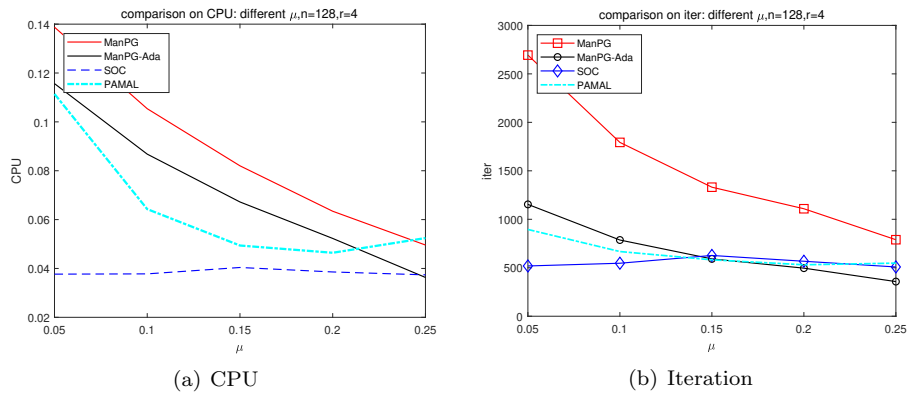 comparison on CPU: different μ,n=128,r=4
0.14
0.12
0.1
0.08
0.06
0.04
0.02
CPU
ManPG
ManPG-Ada
SOC
PAMAL
0.05 0.1 0.15 0.2 0.25
μ
(a) CPU
comparison on iter: different μ,n=128,r=4
3000
2500
2000
1500
1000
500
0
iter
ManPG
ManPG-Ada
SOC
PAMAL
0.05 0.1 0.15 0.2 0.25
μ
(b) Iteration